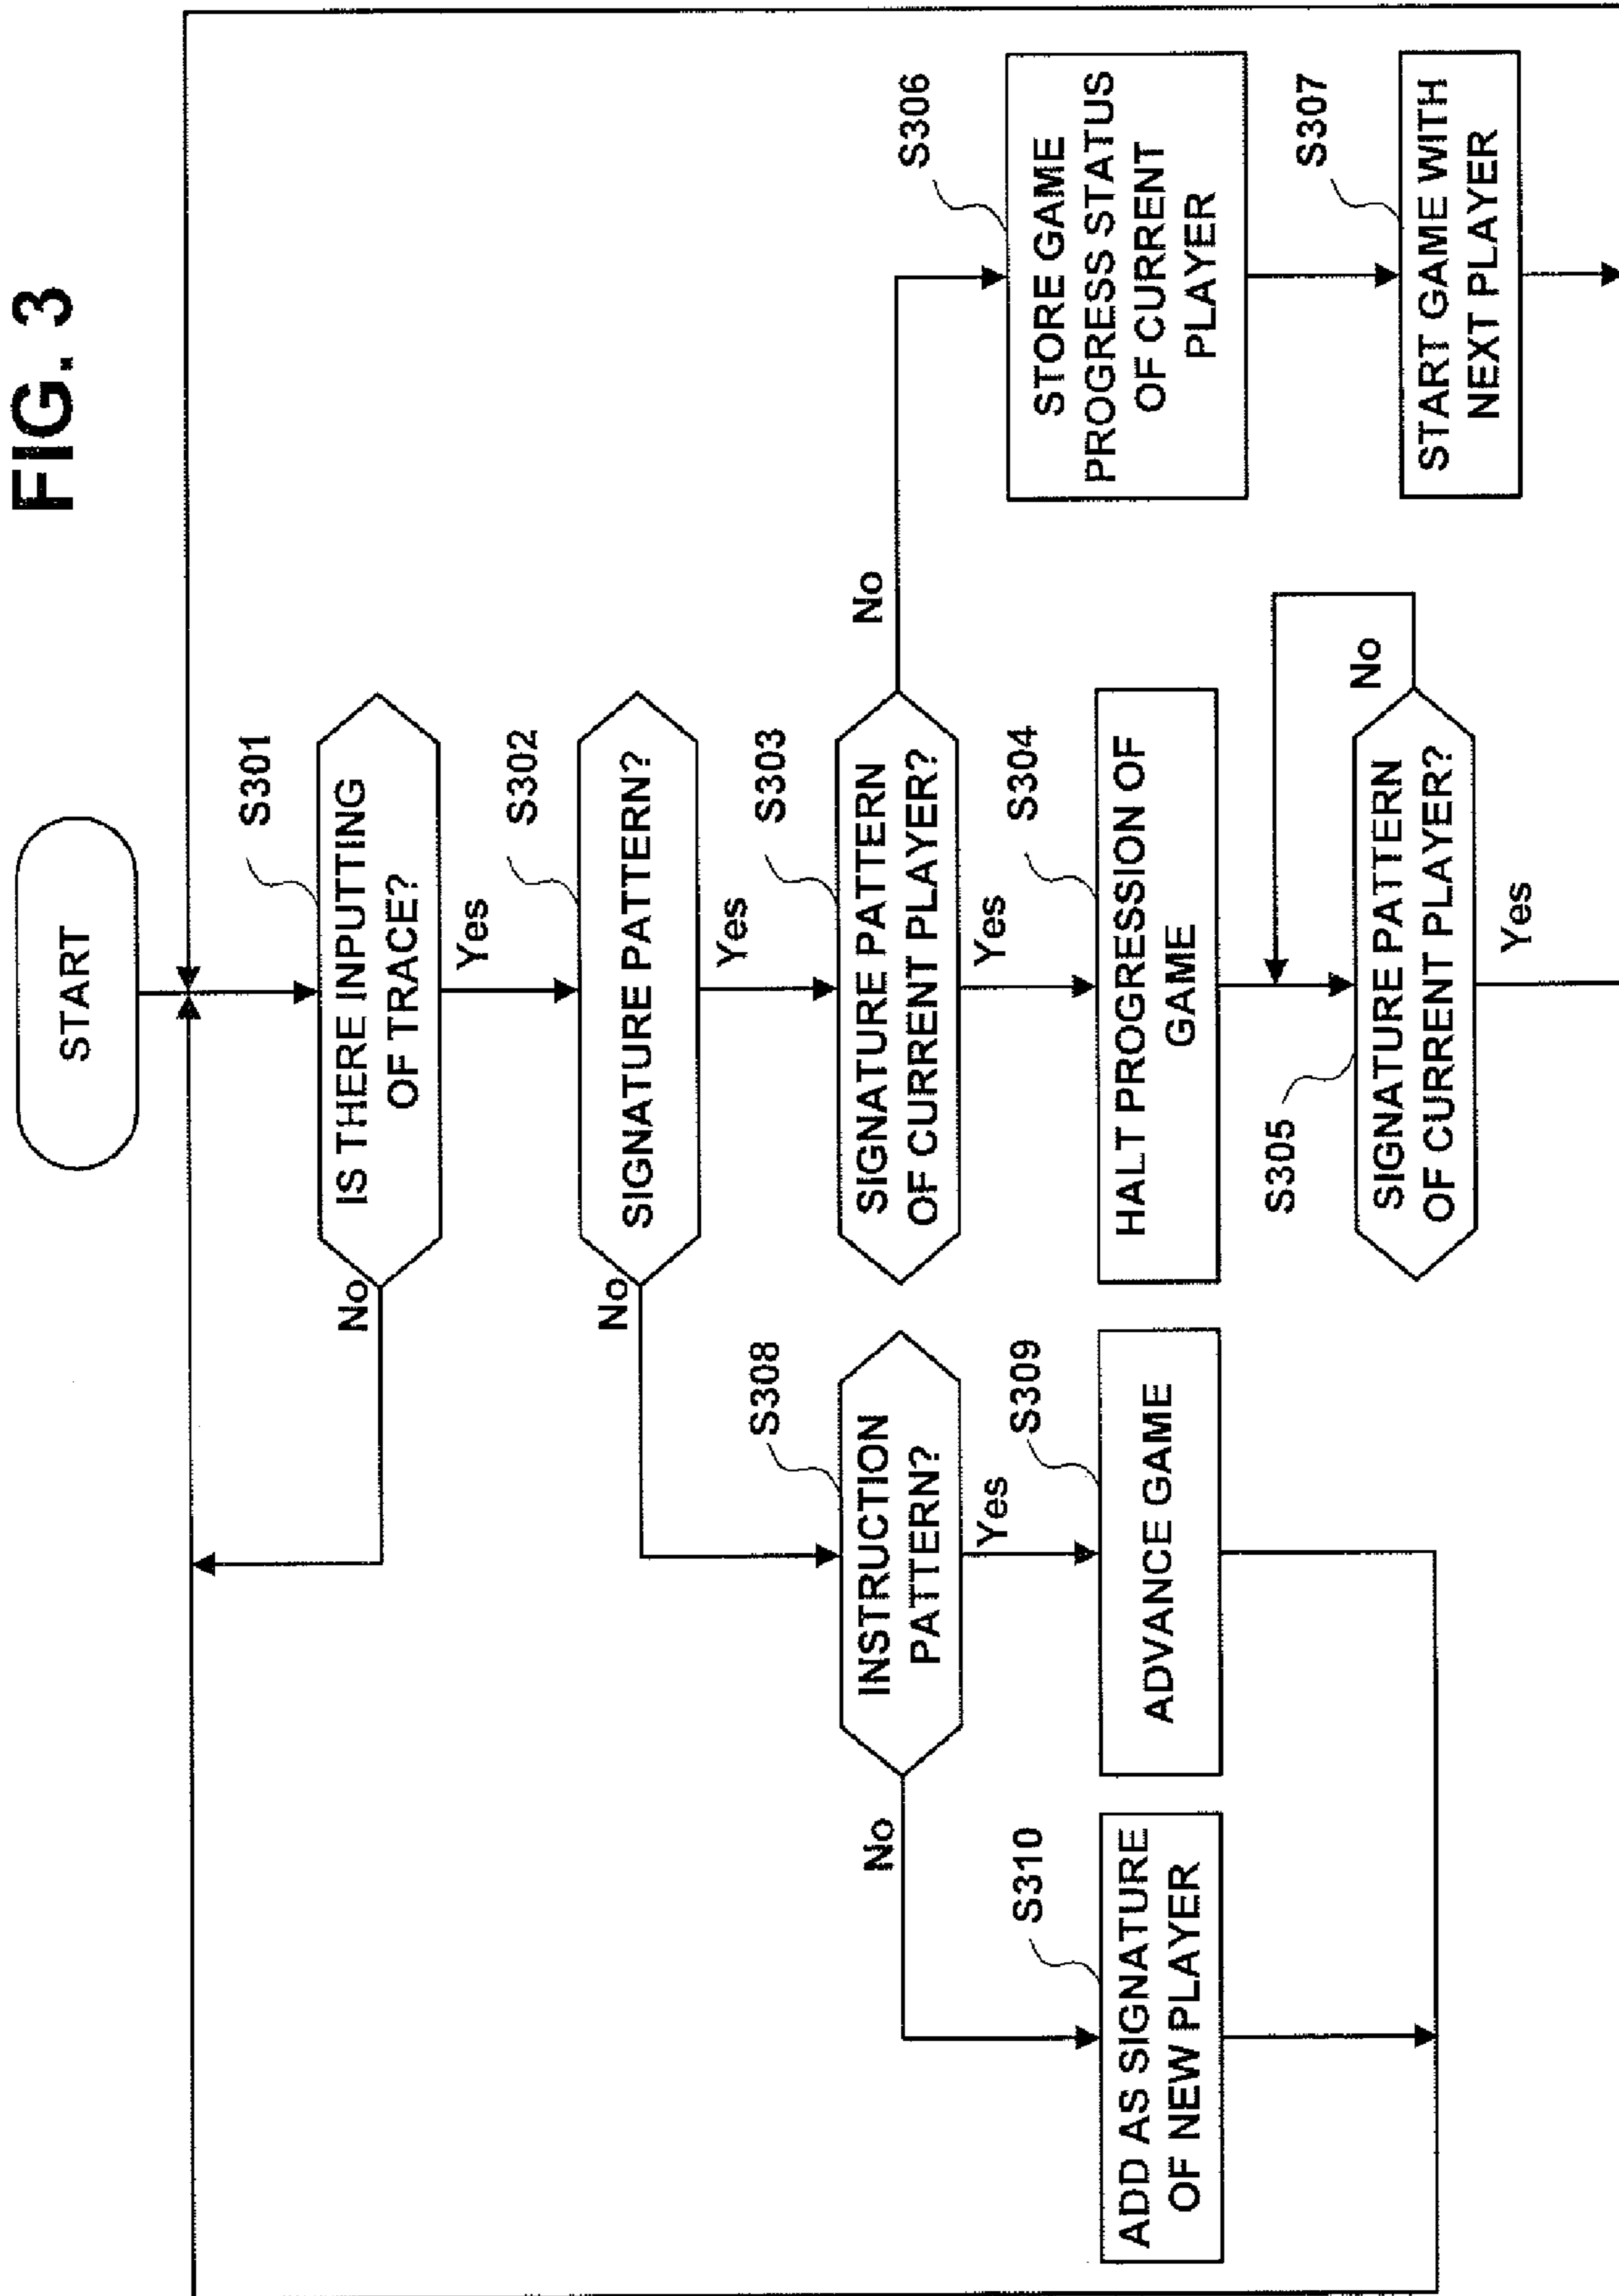 FIG. 3
START
S301
IS THERE INPUTTING
OF TRACE?
No
Yes
S302
SIGNATURE PATTERN?
No
Yes
S303
SIGNATURE PATTERN
OF CURRENT PLAYER?
No
Yes
S304
HALT PROGRESSION OF
GAME
S305
SIGNATURE PATTERN
OF CURRENT PLAYER?
No
Yes
S306
STORE GAME
PROGRESS STATUS
OF CURRENT
PLAYER
S307
START GAME WITH
NEXT PLAYER
S308
INSTRUCTION
PATTERN?
No
Yes
S309
ADVANCE GAME
S310
ADD AS SIGNATURE
OF NEW PLAYER